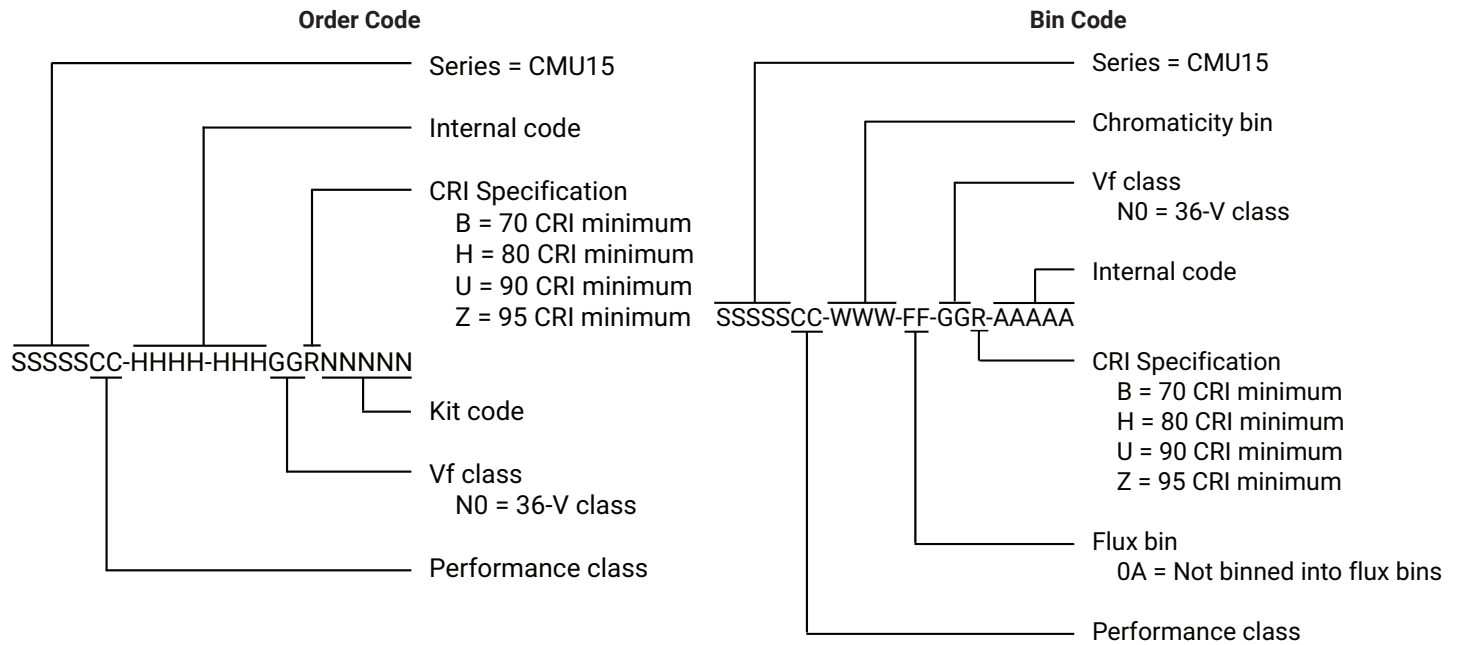 Order Code
Series = CMU15
Internal code
CRI Specification
B = 70 CRI minimum
H = 80 CRI minimum
U = 90 CRI minimum
Z = 95 CRI minimum
SSSSSCC-HHHH-HHHGGRNNNNN
Kit code
Vf class
N0 = 36-V class
Performance class
Bin Code
Series = CMU15
Chromaticity bin
Vf class
N0 = 36-V class
Internal code
SSSSSCC-WWW-FF-GGR-AAAAA
CRI Specification
B = 70 CRI minimum
H = 80 CRI minimum
U = 90 CRI minimum
Z = 95 CRI minimum
Flux bin
0A = Not binned into flux bins
Performance class